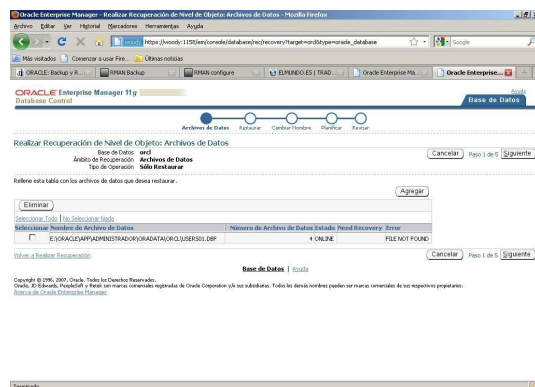 Oracle Enterprise Manager - Realizar Recuperación de Nivel de Objeto: Archivos de Datos - Mozilla Firefox
Archivo Editar Ver Historial Marcadores Herramientas Ayuda
https://woody:1158/em/console/database/rec/recovery?target=orcl&type=oracle_database
Google
Más visitados Comenzar a usar Fire... Últimas noticias
ORACLE: Backup y R... RMAN Backup RMAN configure ELMUNDO.ES | TRAD... Oracle Enterprise Ma... Oracle Enterprise...
ORACLE Enterprise Manager 11g
Database Control
Ayuda
Base de Datos
Archivos de Datos Restaurar Cambiar Nombre Planificar Revisar
Realizar Recuperación de Nivel de Objeto: Archivos de Datos
Base de Datos orcl
Ámbito de Recuperación Archivos de Datos
Tipo de Operación Sólo Restaurar
Cancelar Paso 1 de 5 Siguiente
Rellene esta tabla con los archivos de datos que desea restaurar.
Agregar
Eliminar
Seleccionar Todo | No Seleccionar Nada
Seleccionar Nombre de Archivo de Datos Número de Archivo de Datos Estado Need Recovery Error
E:\ORACLE\APP\ADMINISTRADOR\ORADATA\ORCL\USERS01.DBF 4 ONLINE FILE NOT FOUND
Volver a Realizar Recuperación
Cancelar Paso 1 de 5 Siguiente
Base de Datos | Ayuda
Copyright © 1996, 2007, Oracle. Todos los Derechos Reservados.
Oracle, JD Edwards, PeopleSoft y Retek son marcas comerciales registradas de Oracle Corporation y/o sus subsidiarias. Todos los demás nombres pueden ser marcas comerciales de sus respectivos propietarios.
Acerca de Oracle Enterprise Manager
Terminado